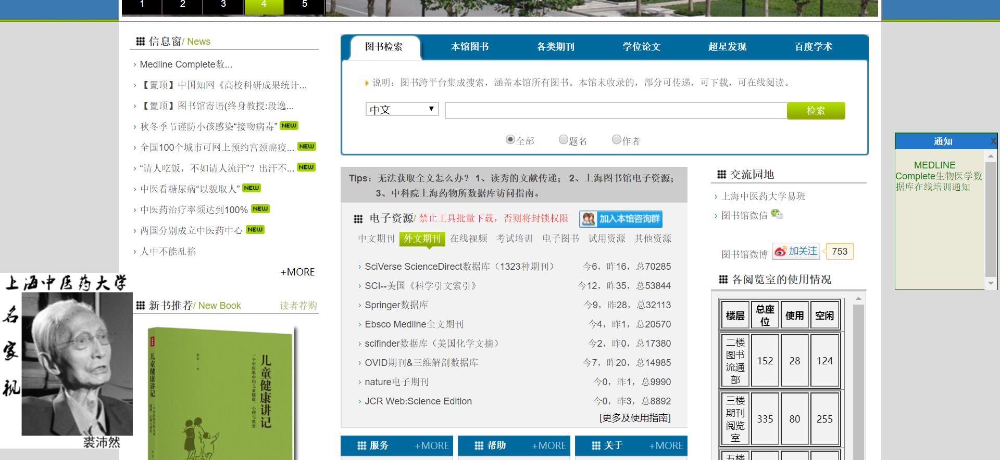 1 2 3 4 5
信息窗/ News
Medline Complete数...
【置顶】中国知网《高校科研成果统计...
【置顶】图书馆寄语(终身教授:段逸...
秋冬季节谨防小孩感染“接吻病毒” NEW
全国100个城市可网上预约宫颈癌疫... NEW
“请人吃饭，不如请人流汗”？出汗不... NEW
中医看糖尿病“以貌取人” NEW
中医药治疗率须达到100% NEW
两国分别成立中医药中心 NEW
人中不能乱掐
+MORE
上海中医药大学
名家视
裘沛然
新书推荐/ New Book 读者荐购
儿童健康讲记
一个中医眼中的儿童健康、心理与教育
李辛
儿童健康讲记
图书检索 本馆图书 各类期刊 学位论文 超星发现 百度学术
说明：图书跨平台集成搜索，涵盖本馆所有图书。本馆未收录的，部分可传递，可下载，可在线阅读。
中文 ▼ 检索
全部 题名 作者
Tips：无法获取全文怎么办？ 1、读秀的文献传递； 2、上海图书馆电子资源；
3、中科院上海药物所数据库访问指南。
电子资源/ 禁止工具批量下载，否则将封锁权限 加入本馆咨询群
中文期刊 外文期刊 在线视频 考试培训 电子图书 试用资源 其他资源
SciVerse ScienceDirect数据库（1323种期刊） 今6，昨16，总70285
SCI--美国《科学引文索引》 今12，昨35，总53844
Springer数据库 今9，昨28，总32113
Ebsco Medline全文期刊 今4，昨1，总20570
scifinder数据库（美国化学文摘） 今2，昨0，总17380
OVID期刊&三维解剖数据库 今7，昨20，总14985
nature电子期刊 今0，昨1，总9990
JCR Web:Science Edition 今0，昨3，总8892
[更多及使用指南]
服务 +MORE 帮助 +MORE 关于 +MORE
交流园地
上海中医药大学易班
图书馆微信
图书馆微博 加关注 753
各阅览室的使用情况
楼层 总座位 使用 空闲
二楼图书流通部 152 28 124
三楼期刊阅览室 335 80 255
五楼
通知 X
MEDLINE
Complete生物医学数
据库在线培训通知